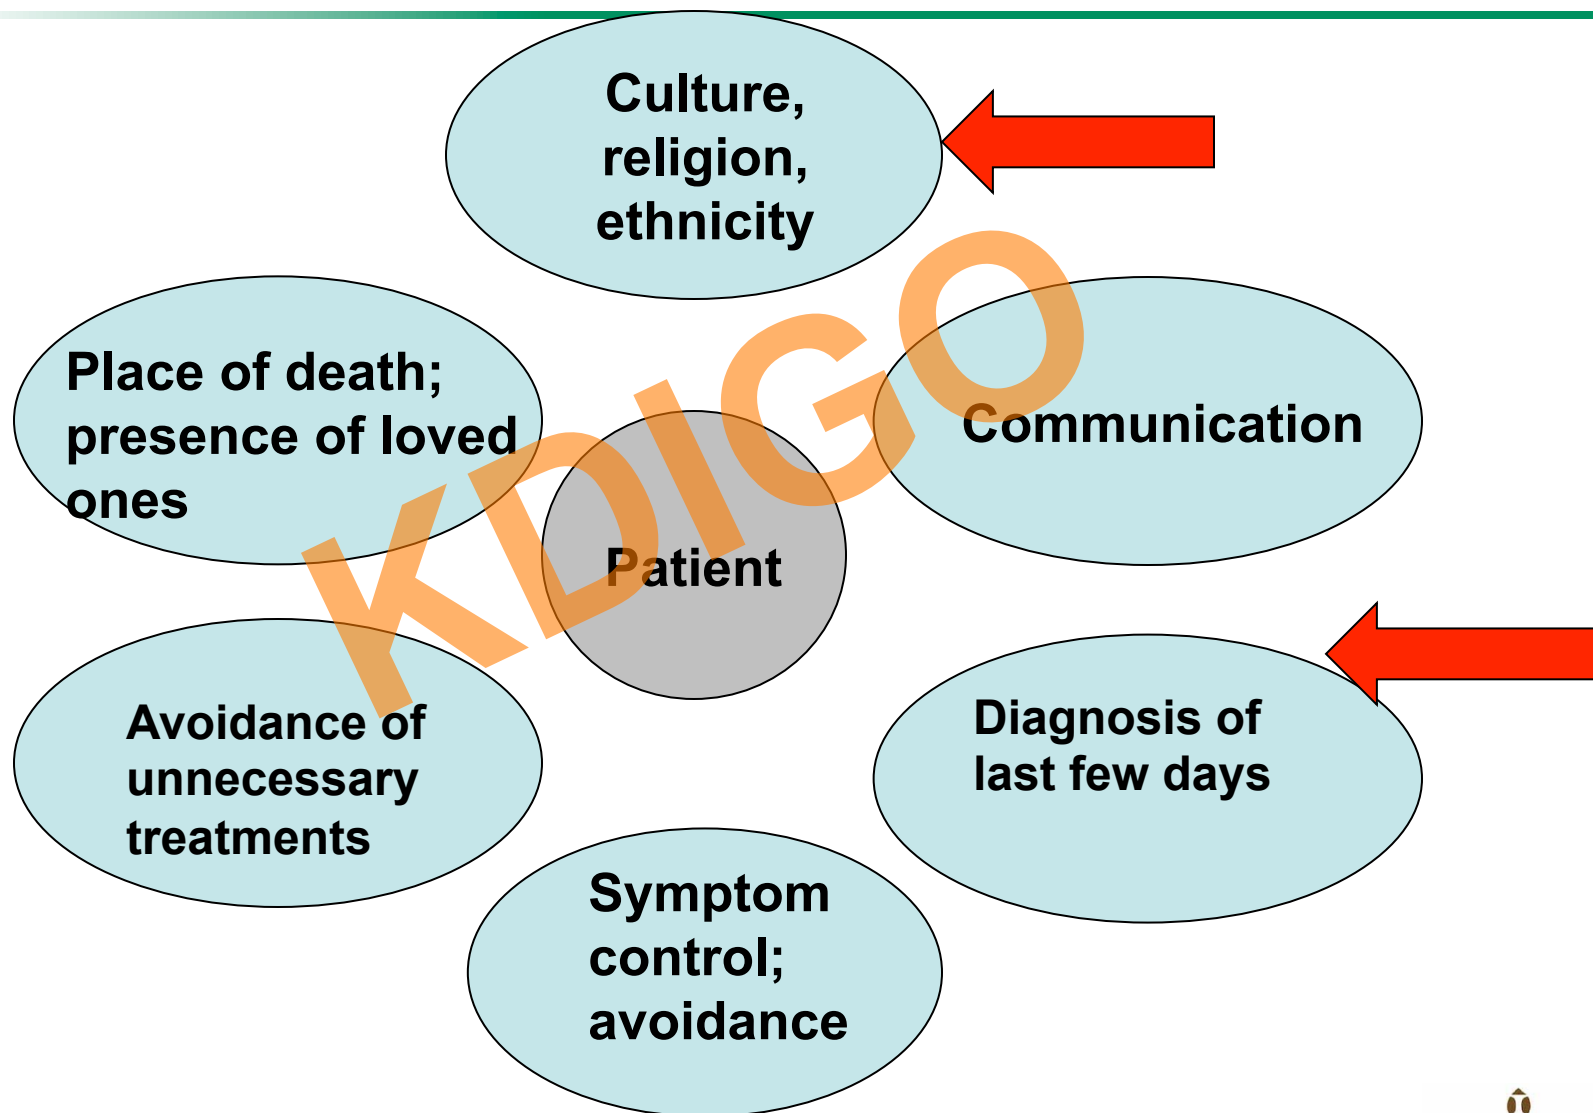 Culture,
religion,
ethnicity
Place of death;
presence of loved
ones
Communication
KDIGO
Patient
Avoidance of
unnecessary
treatments
Diagnosis of
last few days
Symptom
control;
avoidance